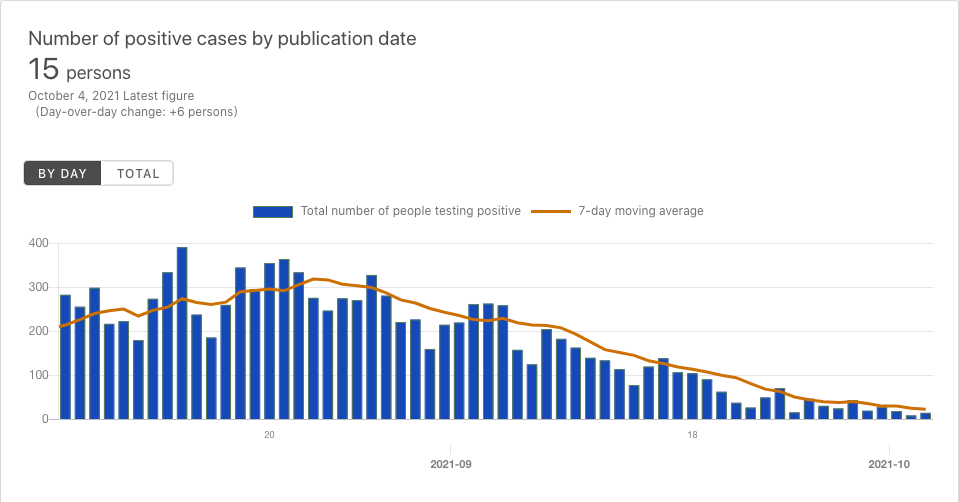 Number of positive cases by publication date
15 persons
October 4, 2021 Latest figure
(Day-over-day change: +6 persons)
BY DAY TOTAL
Total number of people testing positive 7-day moving average
400
300
200
100
0
20 18
2021-09 2021-10